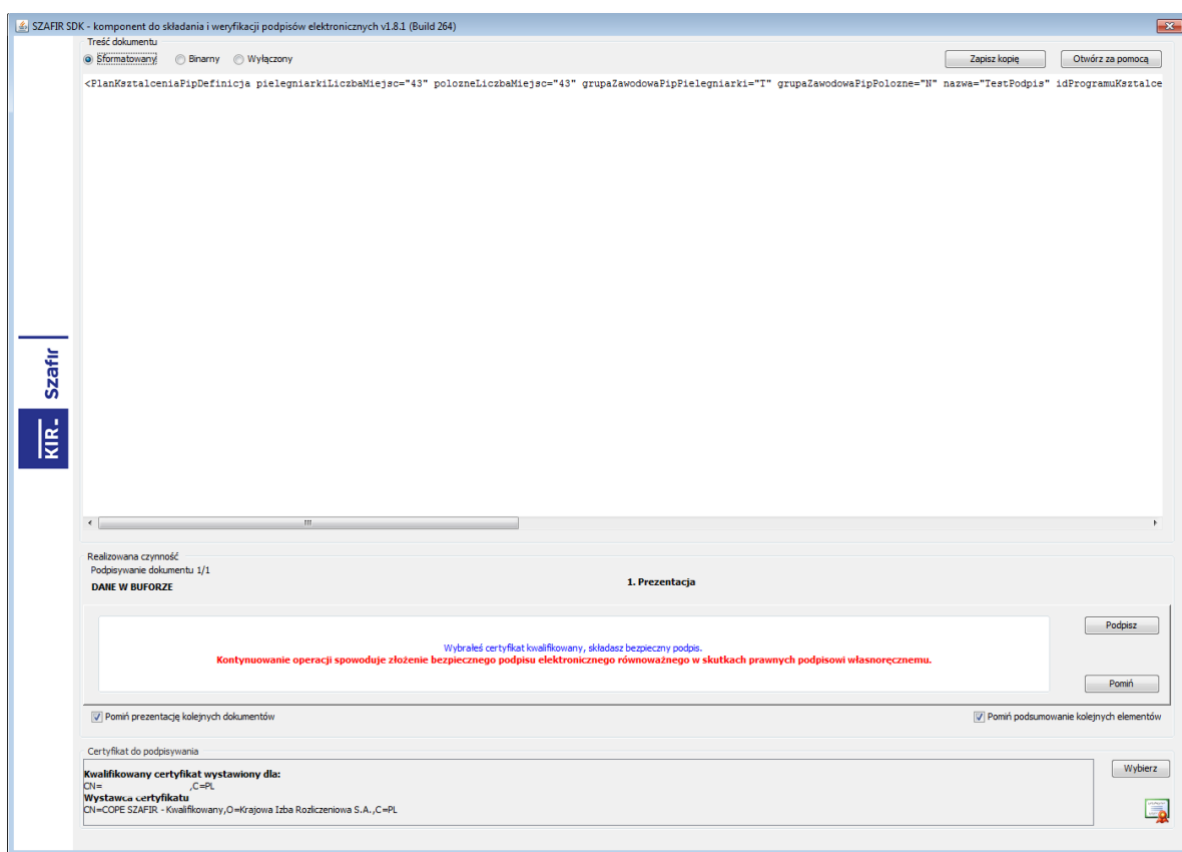 SZAFIR SDK - komponent do składania i weryfikacji podpisów elektronicznych v1.8.1 (Build 264)
Treść dokumentu
Sformatowany Binarny Wyłączony Zapisz kopię Otwórz za pomocą
<PlanKsztalceniaPipDefinicja pielegniarkiLiczbaMiejsc="43" polozneLiczbaMiejsc="43" grupaZawodowaPipPielegniarki="T" grupaZawodowaPipPolozne="N" nazwa="TestPodpis" idProgramuKsztalce
Szafir
KIR.
Realizowana czynność
Podpisywanie dokumentu 1/1
DANE W BUFORZE
1. Prezentacja
Podpisz
Wybrałeś certyfikat kwalifikowany, składasz bezpieczny podpis.
Kontynuowanie operacji spowoduje złożenie bezpiecznego podpisu elektronicznego równoważnego w skutkach prawnych podpisowi własnoręcznemu.
Pomiń
Pomiń prezentację kolejnych dokumentów Pomiń podsumowanie kolejnych elementów
Certyfikat do podpisywania
Wybierz
Kwalifikowany certyfikat wystawiony dla:
CN= ,C=PL
Wystawca certyfikatu
CN=COPE SZAFIR - Kwalifikowany,O=Krajowa Izba Rozliczeniowa S.A.,C=PL